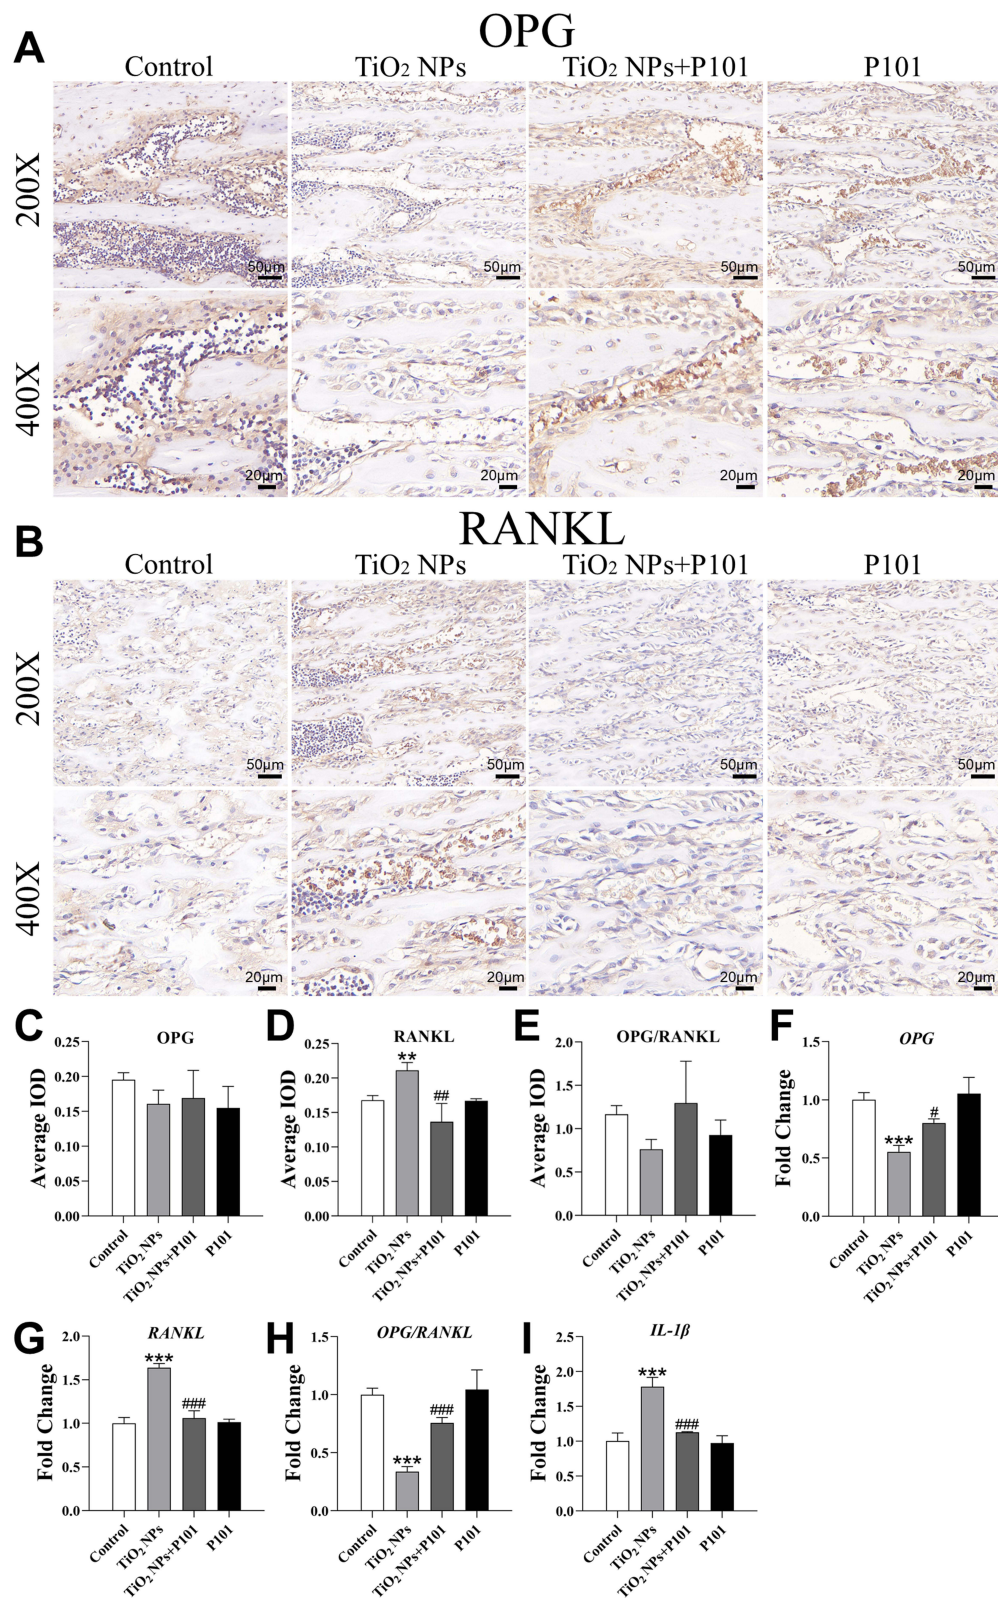 A
OPG
Control TiO2 NPs TiO2 NPs+P101 P101
200X
50μm 50μm 50μm 50μm
400X
20μm 20μm 20μm 20μm
B
RANKL
Control TiO2 NPs TiO2 NPs+P101 P101
200X
50μm 50μm 50μm 50μm
400X
20μm 20μm 20μm 20μm
C
OPG
Average IOD
0.25
0.20
0.15
0.10
0.05
0.00
Control
TiO2 NPs
TiO2 NPs+P101
P101
D
RANKL
Average IOD
0.25
0.20
0.15
0.10
0.05
0.00
**
##
Control
TiO2 NPs
TiO2 NPs+P101
P101
E
OPG/RANKL
Average IOD
2.0
1.5
1.0
0.5
0.0
Control
TiO2 NPs
TiO2 NPs+P101
P101
F
OPG
Fold Change
1.5
1.0
0.5
0.0
***
#
Control
TiO2 NPs
TiO2 NPs+P101
P101
G
RANKL
Fold Change
2.0
1.5
1.0
0.5
0.0
***
###
Control
TiO2 NPs
TiO2 NPs+P101
P101
H
OPG/RANKL
Fold Change
1.5
1.0
0.5
0.0
***
###
Control
TiO2 NPs
TiO2 NPs+P101
P101
I
IL-1β
Fold Change
2.5
2.0
1.5
1.0
0.5
0.0
***
###
Control
TiO2 NPs
TiO2 NPs+P101
P101